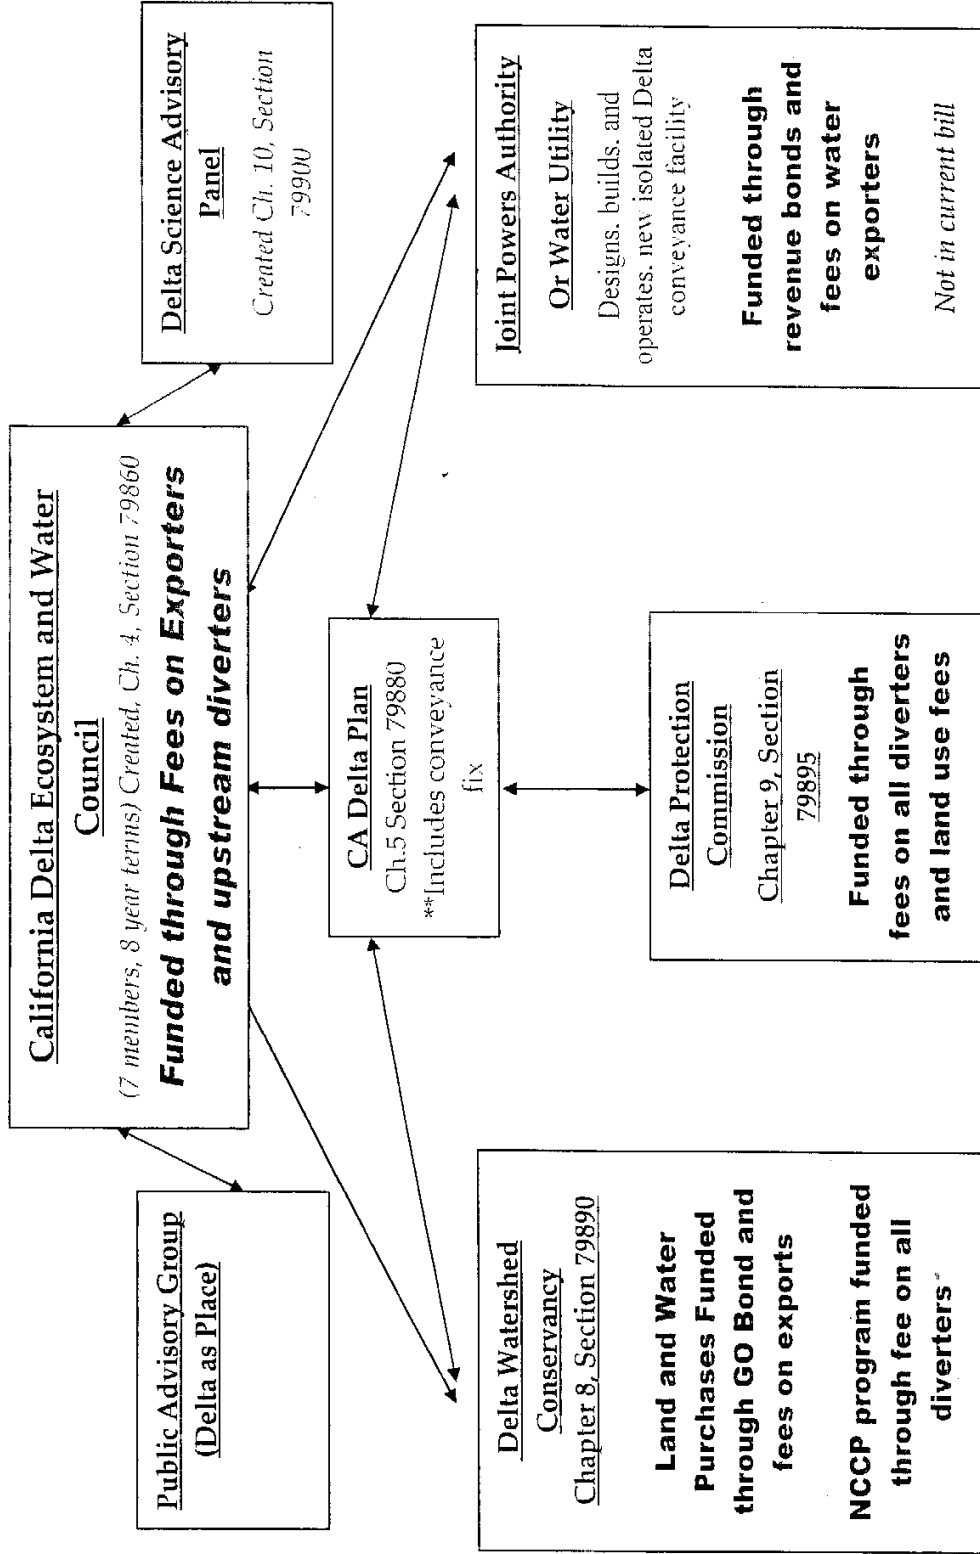 California Delta Ecosystem and Water
Council
(7 members, 8 year terms) Created, Ch. 4, Section 79860
Funded through Fees on Exporters
and upstream diverters
Public Advisory Group
(Delta as Place)
Delta Science Advisory
Panel
Created Ch. 10, Section
79900
CA Delta Plan
Ch.5 Section 79880
**Includes conveyance
fix
Delta Watershed
Conservancy
Chapter 8, Section 79890
Land and Water
Purchases Funded
through GO Bond and
fees on exports
NCCP program funded
through fee on all
diverters
Delta Protection
Commission
Chapter 9, Section
79895
Funded through
fees on all diverters
and land use fees
Joint Powers Authority
Or Water Utility
Designs, builds, and
operates, new isolated Delta
conveyance facility
Funded through
revenue bonds and
fees on water
exporters
Not in current bill